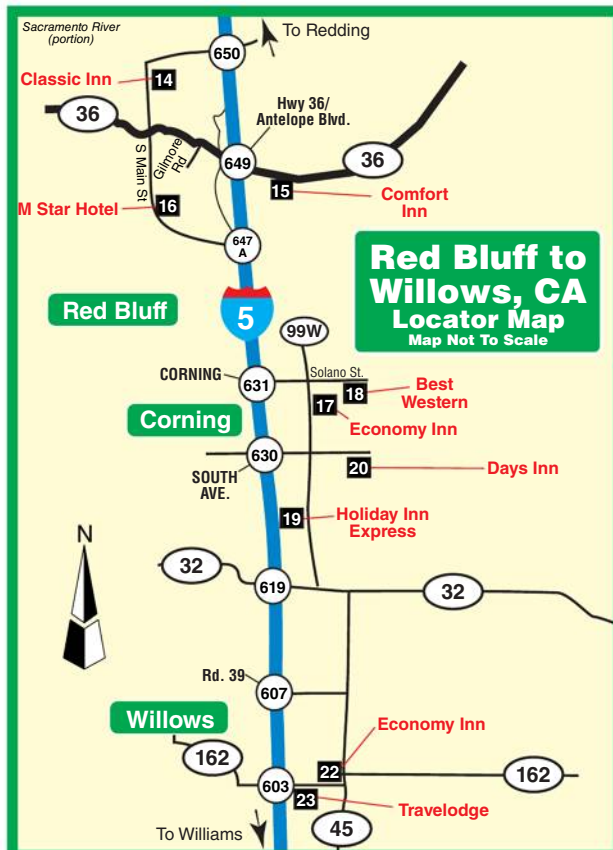 Sacramento River
(portion)
To Redding
650
Classic Inn
14
36
Hwy 36/
Antelope Blvd.
S Main St
Gilmore
Rd
649
36
15
Comfort
Inn
M Star Hotel
16
647
A
Red Bluff to
Willows, CA
Locator Map
Map Not To Scale
Red Bluff
5
99W
CORNING
631
Solano St.
18
Best
Western
17
Economy Inn
Corning
630
SOUTH
AVE.
20
Days Inn
19
Holiday Inn
Express
N
32
619
32
Rd. 39
607
Willows
Economy Inn
162
22
162
603
23
Travelodge
To Williams
45